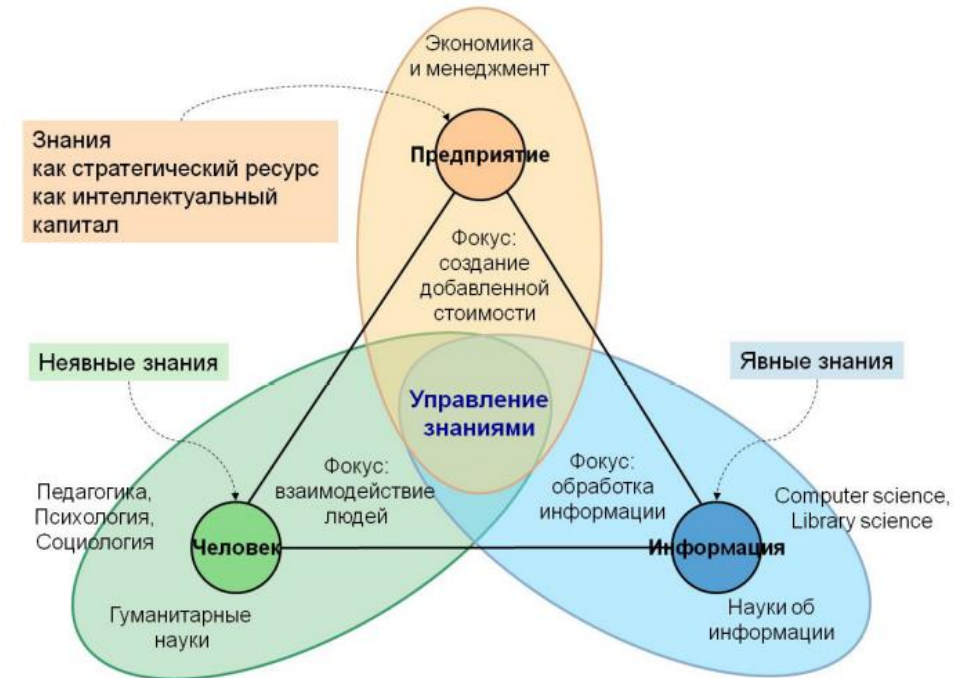 Экономика
и менеджмент
Знания
как стратегический ресурс
как интеллектуальный
капитал
Предприятие
Фокус:
создание
добавленной
стоимости
Неявные знания
Явные знания
Управление
знаниями
Педагогика,
Психология,
Социология
Фокус:
взаимодействие
людей
Фокус:
обработка
информации
Computer science,
Library science
Человек
Информация
Гуманитарные
науки
Науки об
информации